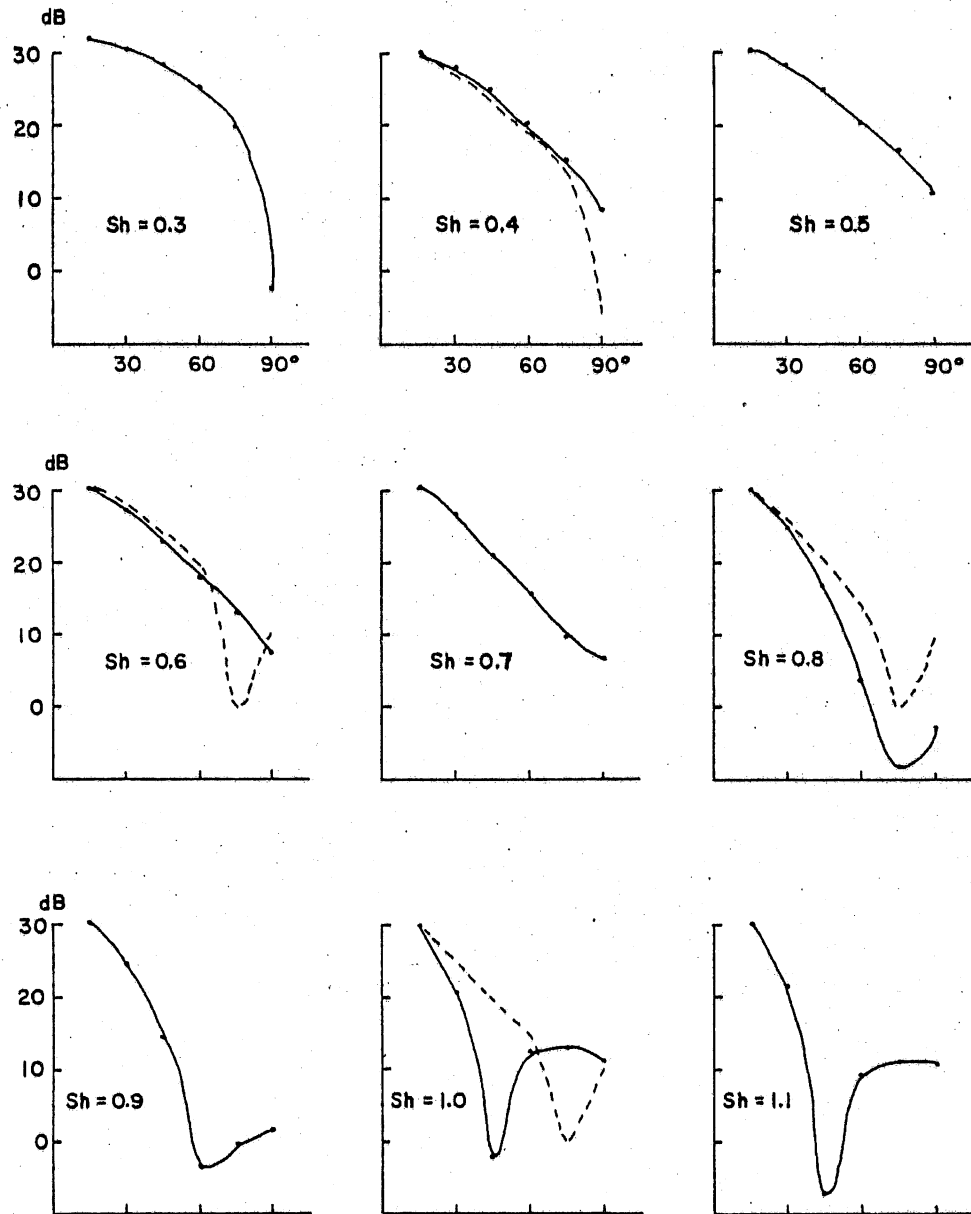 dB
30
20
10
0
Sh = 0.3
Sh = 0.4
Sh = 0.5
30 60 90°
30 60 90°
30 60 90°
dB
30
20
10
0
Sh = 0.6
Sh = 0.7
Sh = 0.8
dB
30
20
10
0
Sh = 0.9
Sh = 1.0
Sh = 1.1